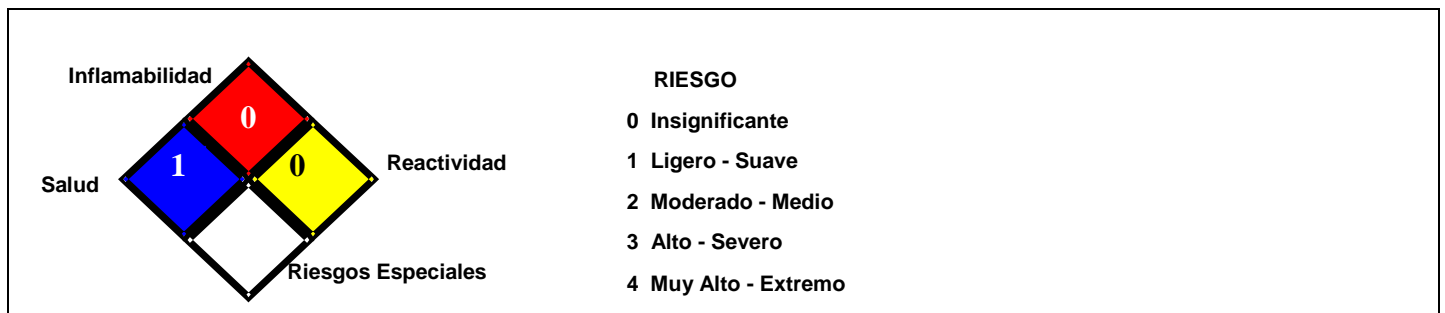 Inflamabilidad
0
1
0
Reactividad
Salud
Riesgos Especiales
RIESGO
0 Insignificante
1 Ligero - Suave
2 Moderado - Medio
3 Alto - Severo
4 Muy Alto - Extremo